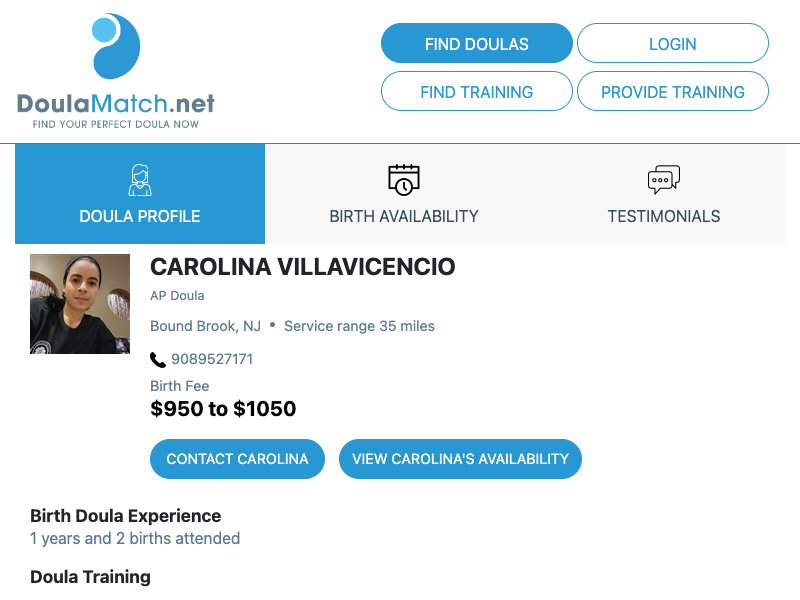 DoulaMatch.net
FIND YOUR PERFECT DOULA NOW
FIND DOULAS
LOGIN
FIND TRAINING
PROVIDE TRAINING
DOULA PROFILE
BIRTH AVAILABILITY
TESTIMONIALS
CAROLINA VILLAVICENCIO
AP Doula
Bound Brook, NJ • Service range 35 miles
9089527171
Birth Fee
$950 to $1050
CONTACT CAROLINA
VIEW CAROLINA'S AVAILABILITY
Birth Doula Experience
1 years and 2 births attended
Doula Training